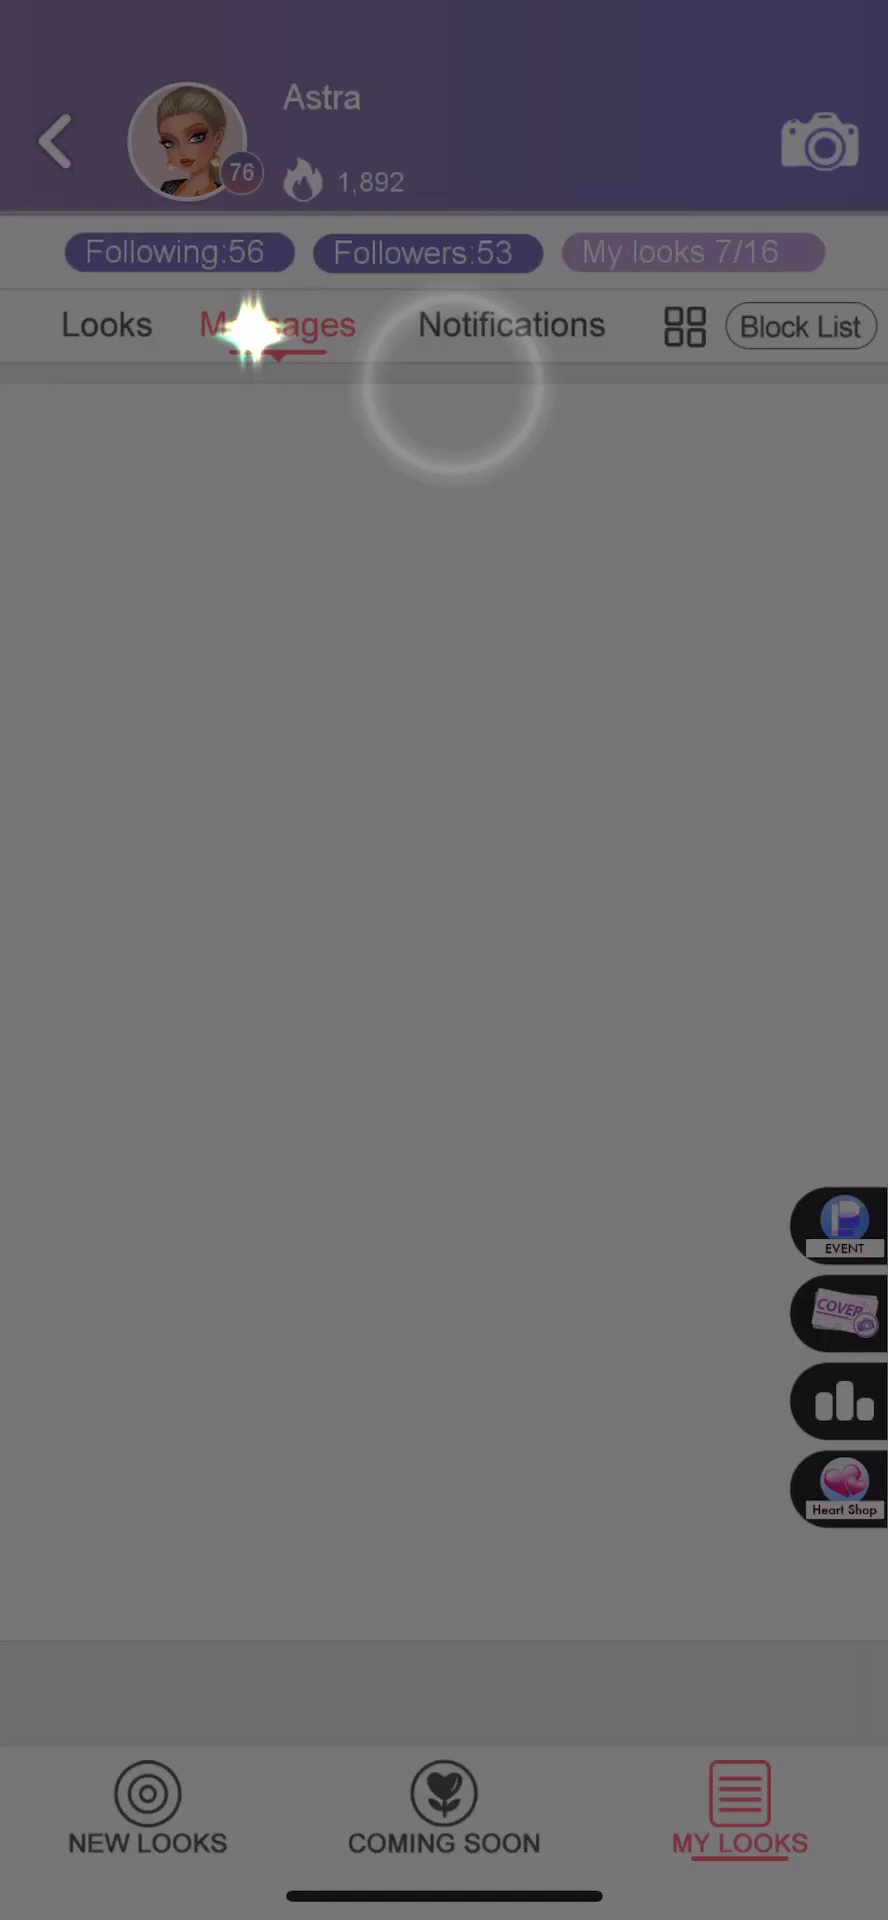 Astra
76
1,892
Following:56 Followers:53 My looks 7/16
Looks Messages Notifications Block List
EVENT
COVER
Heart Shop
NEW LOOKS COMING SOON MY LOOKS